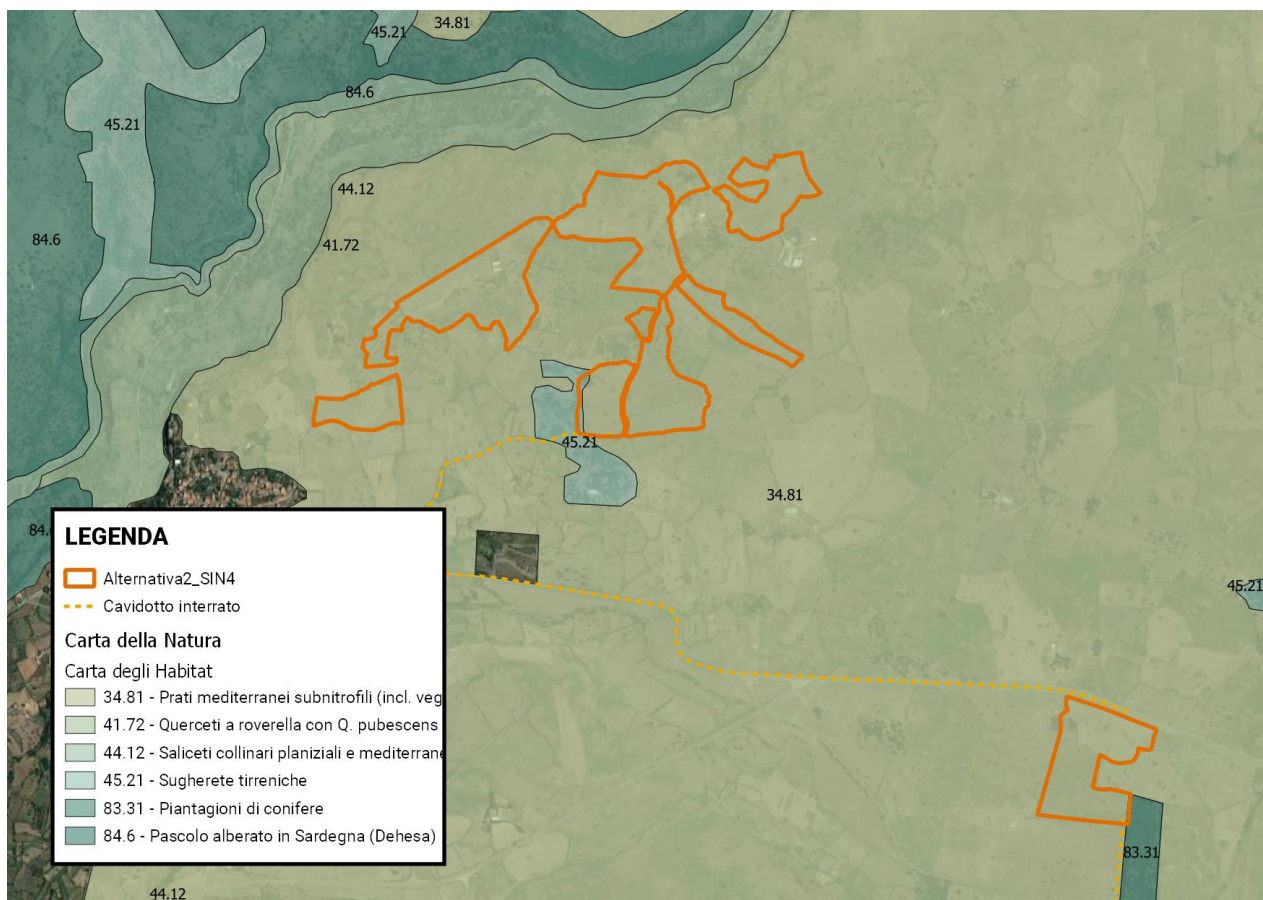 34.81
45.21
84.6
45.21
44.12
84.6
41.72
45.21
34.81
84.6
45.21
LEGENDA
Alternativa2_SIN4
Cavidotto interrato
Carta della Natura
Carta degli Habitat
34.81 - Prati mediterranei subnitrofili (incl. veg
41.72 - Querceti a roverella con Q. pubescens
44.12 - Saliceti collinari planiziali e mediterrane
45.21 - Sugherete tirreniche
83.31 - Piantagioni di conifere
84.6 - Pascolo alberato in Sardegna (Dehesa)
83.31
44.12